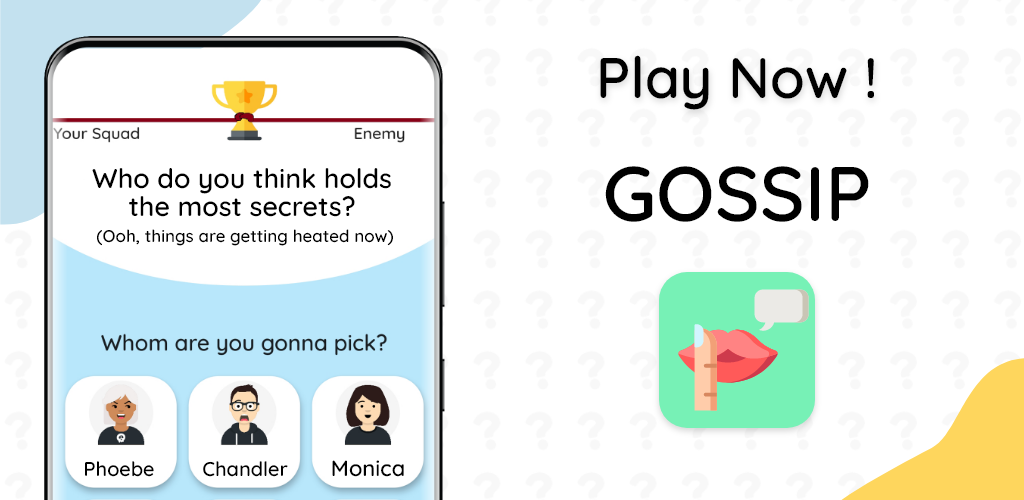 Your Squad
Enemy
Who do you think holds
the most secrets?
(Ooh, things are getting heated now)
Whom are you gonna pick?
Phoebe
Chandler
Monica
Play Now !
GOSSIP